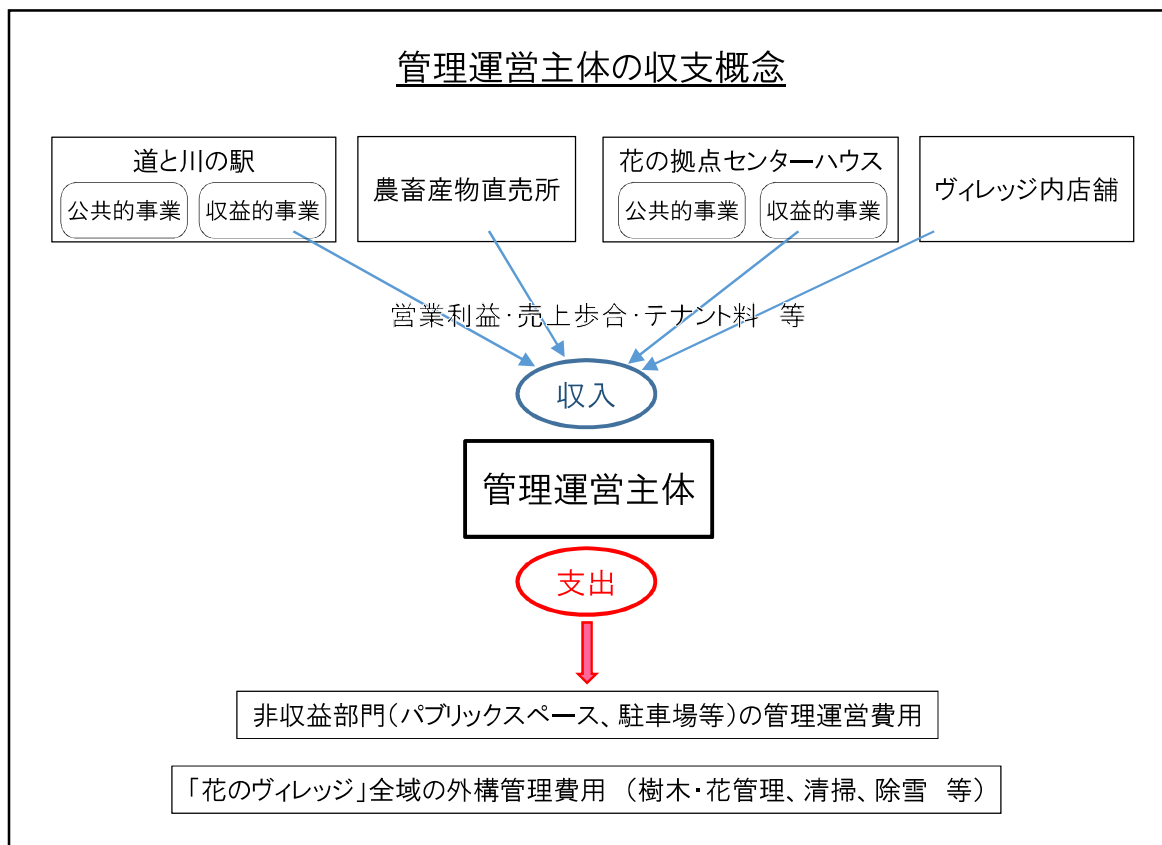 管理運営主体の収支概念
道と川の駅
公共的事業
収益的事業
農畜産物直売所
花の拠点センターハウス
公共的事業
収益的事業
ヴィレッジ内店舗
営業利益・売上歩合・テナント料　等
収入
管理運営主体
支出
非収益部門（パブリックスペース、駐車場等）の管理運営費用
「花のヴィレッジ」全域の外構管理費用　（樹木・花管理、清掃、除雪　等）